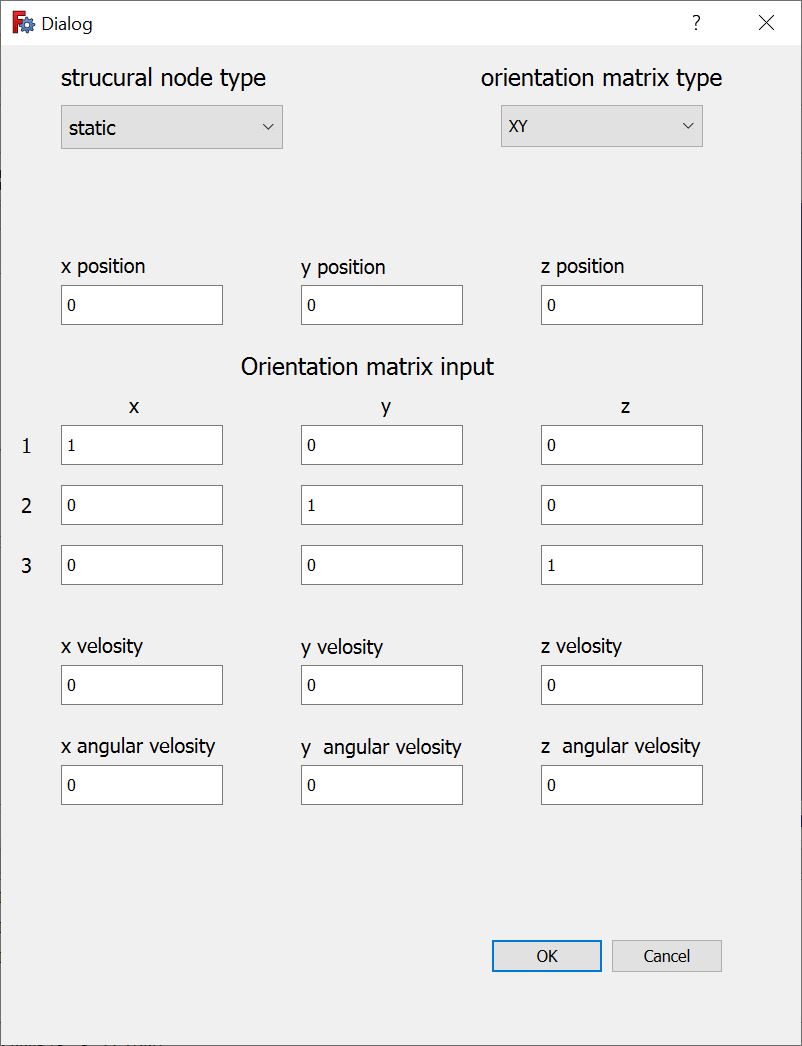 Dialog ?
strucural node type orientation matrix type
static XY
x position y position z position
0 0 0
Orientation matrix input
x y z
1 1 0 0
2 0 1 0
3 0 0 1
x velosity y velosity z velosity
0 0 0
x angular velosity y  angular velosity z  angular velosity
0 0 0
OK Cancel